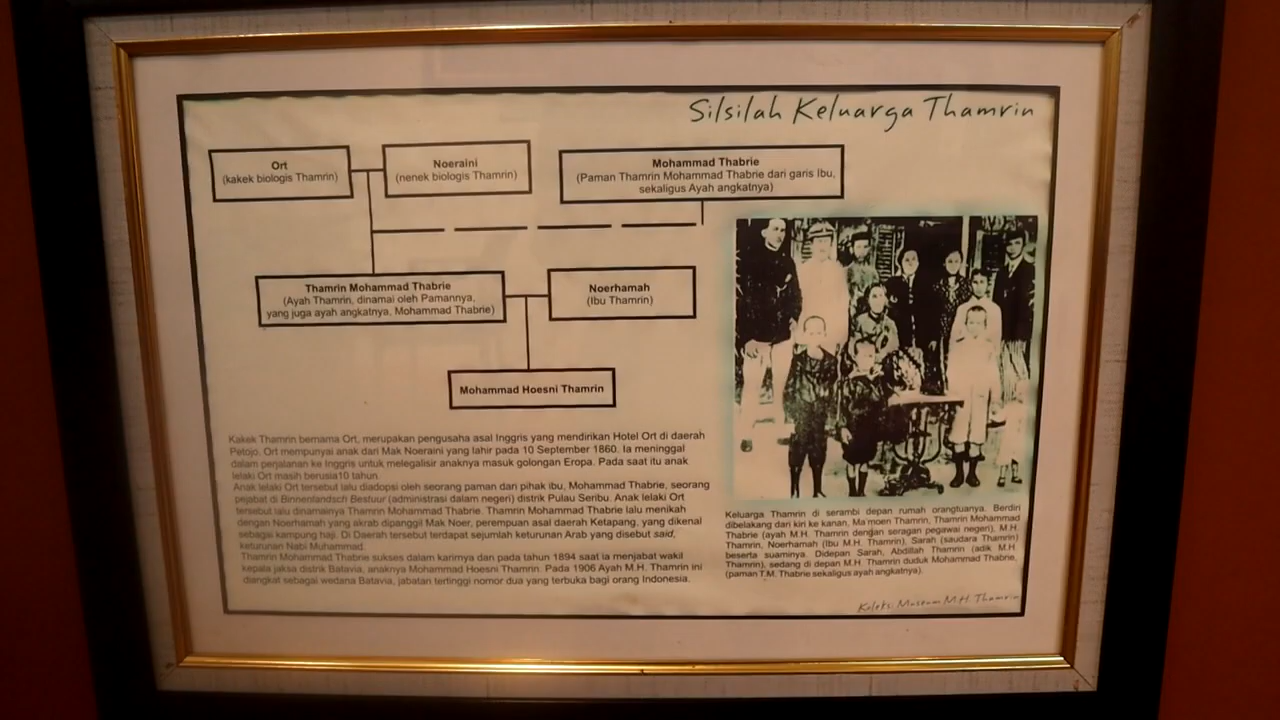 Silsilah Keluarga Thamrin
Ort
(kakek biologis Thamrin)
Noeraini
(nenek biologis Thamrin)
Mohammad Thabrie
(Paman Thamrin Mohammad Thabrie dari garis Ibu,
sekaligus Ayah angkatnya)
Thamrin Mohammad Thabrie
(Ayah Thamrin, dinamai oleh Pamannya,
yang juga ayah angkatnya, Mohammad Thabrie)
Noerhamah
(Ibu Thamrin)
Mohammad Hoesni Thamrin
Kakek Thamrin bernama Ort, merupakan pengusaha asal Inggris yang mendirikan Hotel Ort di daerah
Petojo. Ort mempunyai anak dari Mak Noeraini yang lahir pada 10 September 1860. Ia meninggal
dalam perjalanan ke Inggris untuk melegalisir anaknya masuk golongan Eropa. Pada saat itu anak
lelaki Ort masih berusia10 tahun.
Anak lelaki Ort tersebut lalu diadopsi oleh seorang paman dari pihak ibu, Mohammad Thabrie, seorang
pejabat di Binnenlandsch Bestuur (administrasi dalam negeri) distrik Pulau Seribu. Anak lelaki Ort
tersebut lalu dinamainya Thamrin Mohammad Thabrie. Thamrin Mohammad Thabrie lalu menikah
dengan Noerhamah yang akrab dipanggil Mak Noer, perempuan asal daerah Ketapang, yang dikenal
sebagai kampung haji. Di Daerah tersebut terdapat sejumlah keturunan Arab yang disebut said,
keturunan Nabi Muhammad.
Thamrin Mohammad Thabrie sukses dalam karirnya dan pada tahun 1894 saat ia menjabat wakil
kepala jaksa distrik Batavia, anaknya Mohammad Hoesni Thamrin. Pada 1906 Ayah M.H. Thamrin ini
diangkat sebagai wedana Batavia, jabatan tertinggi nomor dua yang terbuka bagi orang Indonesia.
Keluarga Thamrin di serambi depan rumah orangtuanya. Berdiri
dibelakang dari kiri ke kanan, Ma'moen Thamrin, Thamrin Mohammad
Thabrie (ayah M.H. Thamrin dengan seragan pegawai negeri), M.H.
Thamrin, Noerhamah (Ibu M.H. Thamrin), Sarah (saudara Thamrin)
beserta suaminya. Didepan Sarah, Abdillah Thamrin (adik M.H.
Thamrin), sedang di depan M.H. Thamrin duduk Mohammad Thabrie,
(paman T.M. Thabrie sekaligus ayah angkatnya).
Koleksi Museum M.H. Thamrin